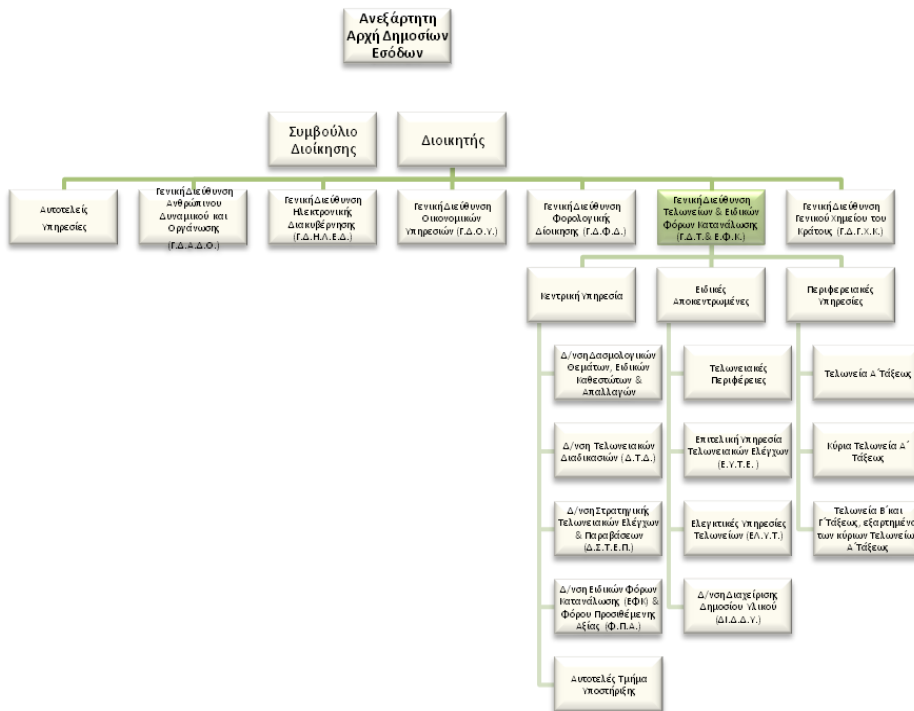 Ανεξάρτητη
Αρχή Δημοσίων
Εσόδων
Συμβούλιο
Διοίκησης
Διοικητής
Αυτοτελείς
Υπηρεσίες
Γενική Διεύθυνση
Ανθρώπινου
Δυναμικού και
Οργάνωσης
(Γ.Δ.Α.Δ.Ο.)
Γενική Διεύθυνση
Ηλεκτρονικής
Διακυβέρνησης
(Γ.Δ.Η.Λ.Ε.Δ.)
Γενική Διεύθυνση
Οικονομικών
Υπηρεσιών (Γ.Δ.Ο.Υ.)
Γενική Διεύθυνση
Φορολογικής
Δίοικησης (Γ.Δ.Φ.Δ.)
Γενική Διεύθυνση
Τελωνείων & Ειδικών
Φόρων Κατανάλωσης
(Γ.Δ.Τ.& Ε.Φ.Κ.)
Γενική Διεύθυνση
Γενικού Χημείου του
Κράτους (Γ.Δ.Γ.Χ.Κ.)
Κεντρική Υπηρεσία
Ειδικές
Αποκεντρωμένες
Περιφερειακές
Υπηρεσίες
Δ/νση Δασμολογικών
Θεμάτων, Ειδικών
Καθεστώτων &
Απαλλαγών
Τελωνειακές
Περιφέρειες
Τελωνεία Α΄Τάξεως
Δ/νση Τελωνειακών
Διαδικασιών (Δ.Τ.Δ.)
Επιτελική Υπηρεσία
Τελωνειακών Ελέγχων
(Ε.Υ.Τ.Ε.)
Κύρια Τελωνεία Α΄
Τάξεως
Δ/νση Στρατηγικής
Τελωνειακών Ελέγχων
& Παραβάσεων
(Δ.Σ.Τ.Ε.Π.)
Ελεγκτικές Υπηρεσίες
Τελωνείων (ΕΛ.Υ.Τ.)
Τελωνεία Β΄και
Γ΄Τάξεως, εξαρτημένα
των κύριων Τελωνείων
Α΄Τάξεως
Δ/νση Ειδικών Φόρων
Κατανάλωσης (ΕΦΚ) &
Φόρου Προσιθέμενης
Αξίας (Φ.Π.Α.)
Δ/νση Διαχείρισης
Δημοσίου Υλικού
(ΔΙ.Δ.Δ.Υ.)
Αυτοτελές Τμήμα
Υποστήριξης